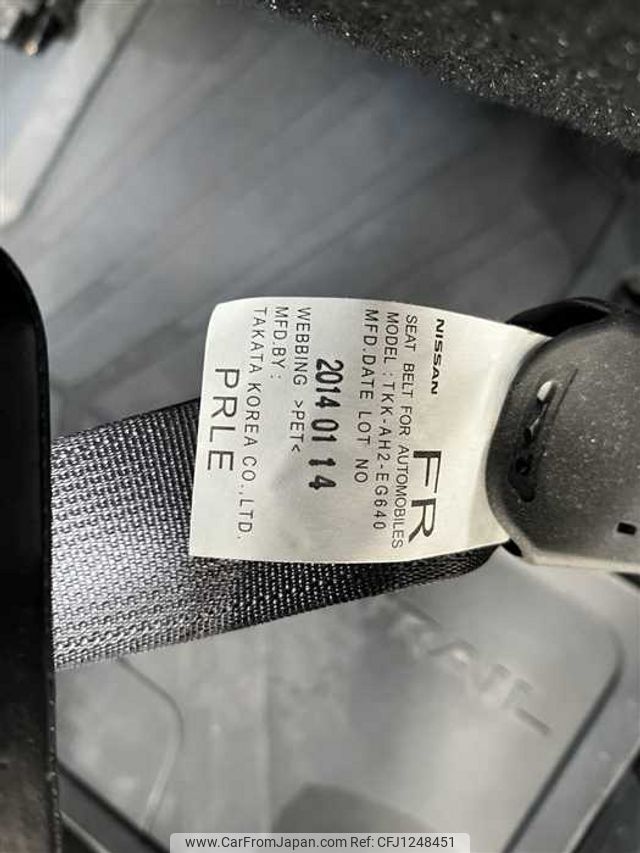 NISSAN FR
SEAT BELT FOR AUTOMOBILES
MODEL : TKK-AH2-EG640
MFD.DATE LOT NO
2014 01 14
WEBBING >PET<
MFD.BY :
TAKATA KOREA CO.,LTD.
PRLE
RAIL
www.CarFromJapan.com Ref:CFJ1248451